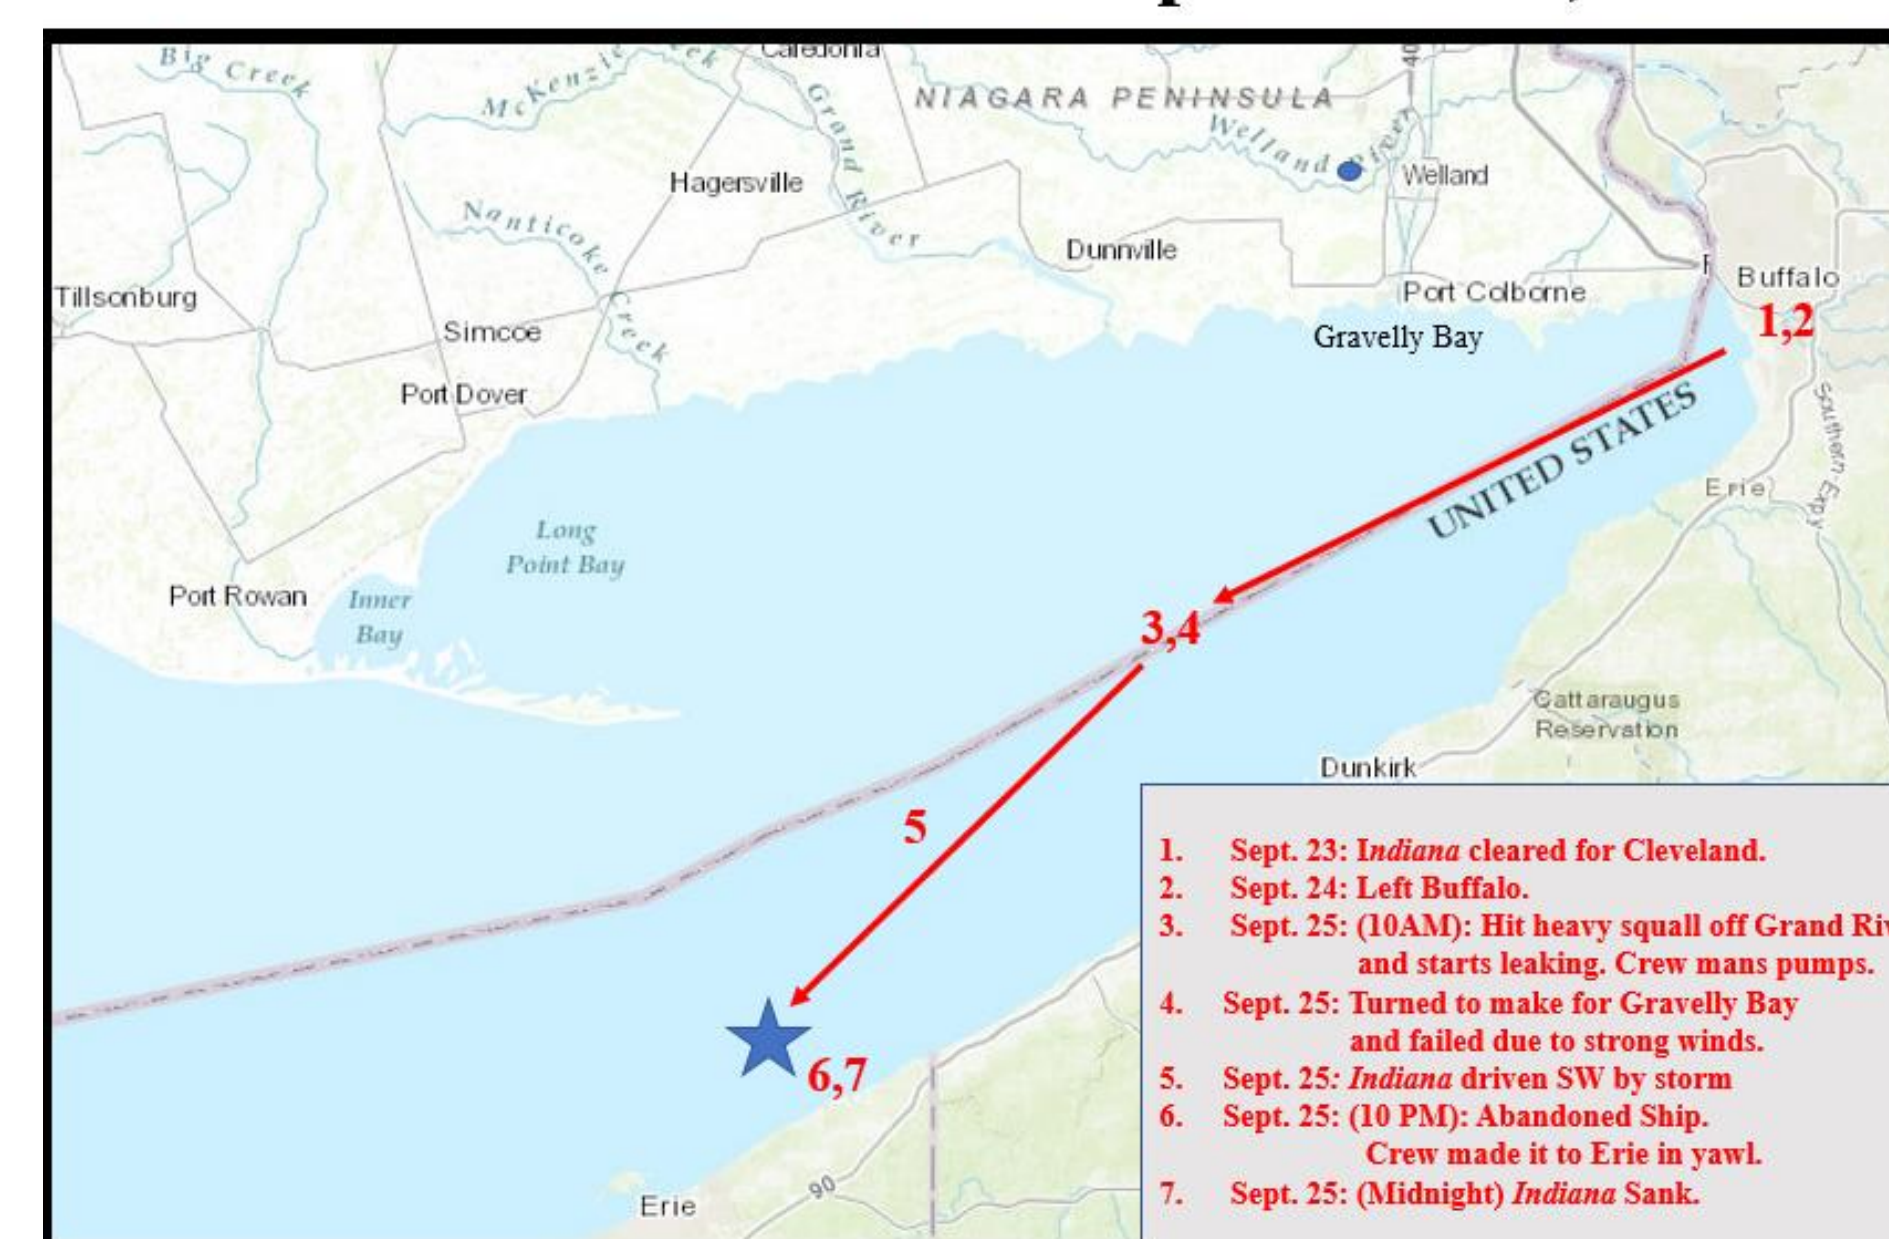 Caledonia
Big Creek
McKenzie
ek
Grand River
NIAGARA PENINSULA
40
Welland River
Welland
Hagersville
Nanticoke Creek
Dunnville
Buffalo
Port Colborne
Tillsonburg
1,2
Simcoe
Gravelly Bay
Port Dover
UNITED STATES
Southern Expy
Erie
Long
Point Bay
Port Rowan
Inner
Bay
3,4
Cattaraugus
Reservation
Dunkirk
5
1. Sept. 23: Indiana cleared for Cleveland.
2. Sept. 24: Left Buffalo.
3. Sept. 25: (10AM): Hit heavy squall off Grand Riv
and starts leaking. Crew mans pumps.
4. Sept. 25: Turned to make for Gravelly Bay
and failed due to strong winds.
5. Sept. 25: Indiana driven SW by storm
6. Sept. 25: (10 PM): Abandoned Ship.
Crew made it to Erie in yawl.
7. Sept. 25: (Midnight) Indiana Sank.
6,7
90
Erie